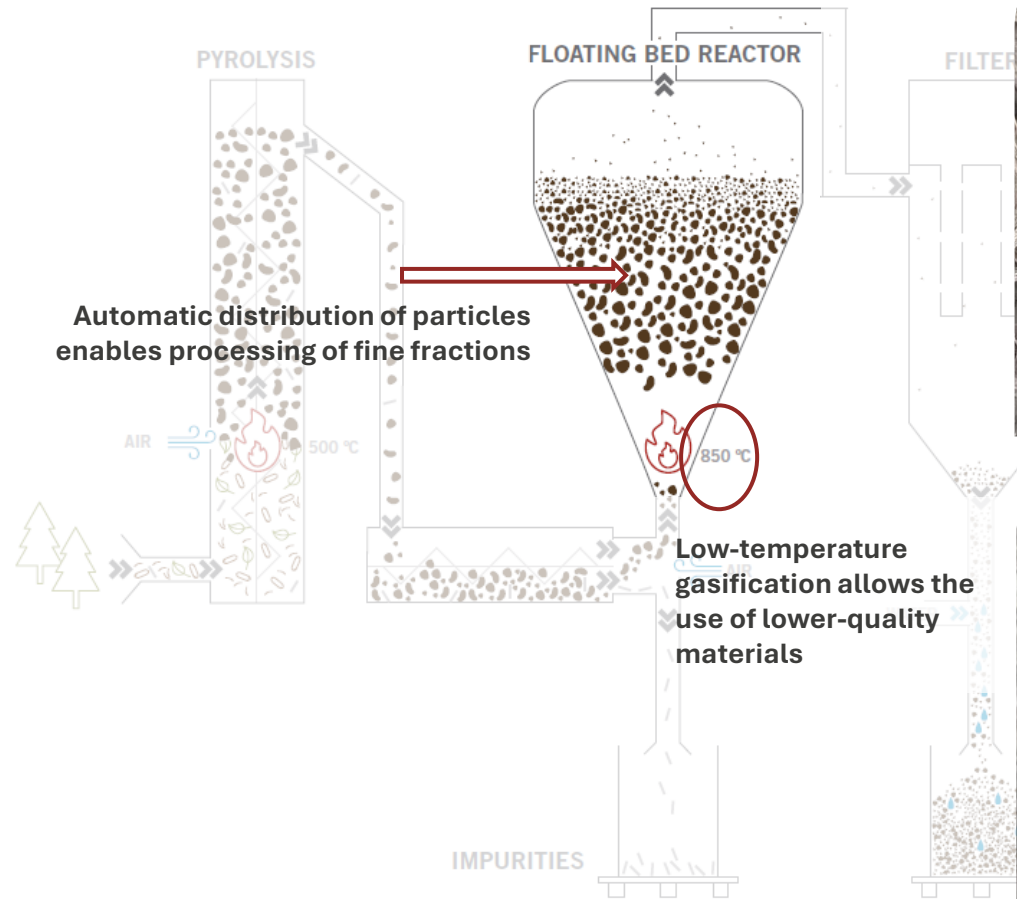 PYROLYSIS
FLOATING BED REACTOR
FILTER
Automatic distribution of particles
enables processing of fine fractions
AIR
500 °C
850 °C
Low-temperature
gasification allows the
use of lower-quality
materials
AIR
IMPURITIES